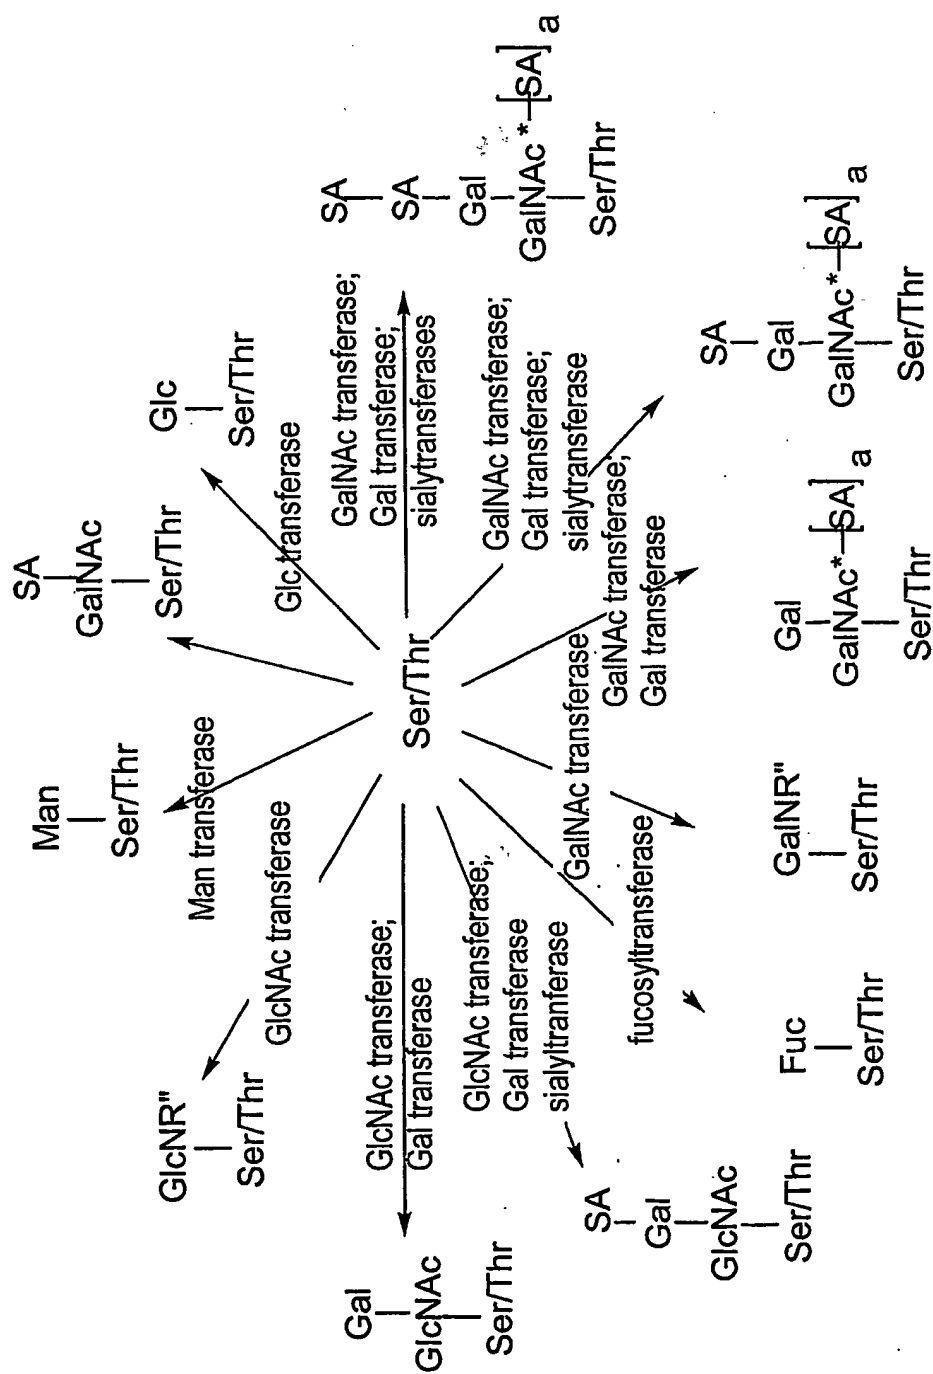 Man
Ser/Thr
SA
GalNAc
Ser/Thr
Glc
Ser/Thr
GlcNR"
Ser/Thr
Man transferase
GlcNAc transferase
Glc transferase
SA
SA
Gal
GalNAc*[SA]a
Ser/Thr
GalNAc transferase;
Gal transferase;
sialytransferases
Gal
GlcNAc
Ser/Thr
GlcNAc transferase;
Gal transferase
Ser/Thr
GlcNAc transferase;
Gal transferase
sialyltranferase
GalNAc transferase;
Gal transferase;
sialytransferase
GalNAc transferase
GalNAc transferase;
Gal transferase
fucosyltransferase
SA
Gal
GlcNAc
Ser/Thr
Fuc
Ser/Thr
GalNR"
Ser/Thr
Gal
GalNAc*[SA]a
Ser/Thr
SA
Gal
GalNAc*[SA]a
Ser/Thr